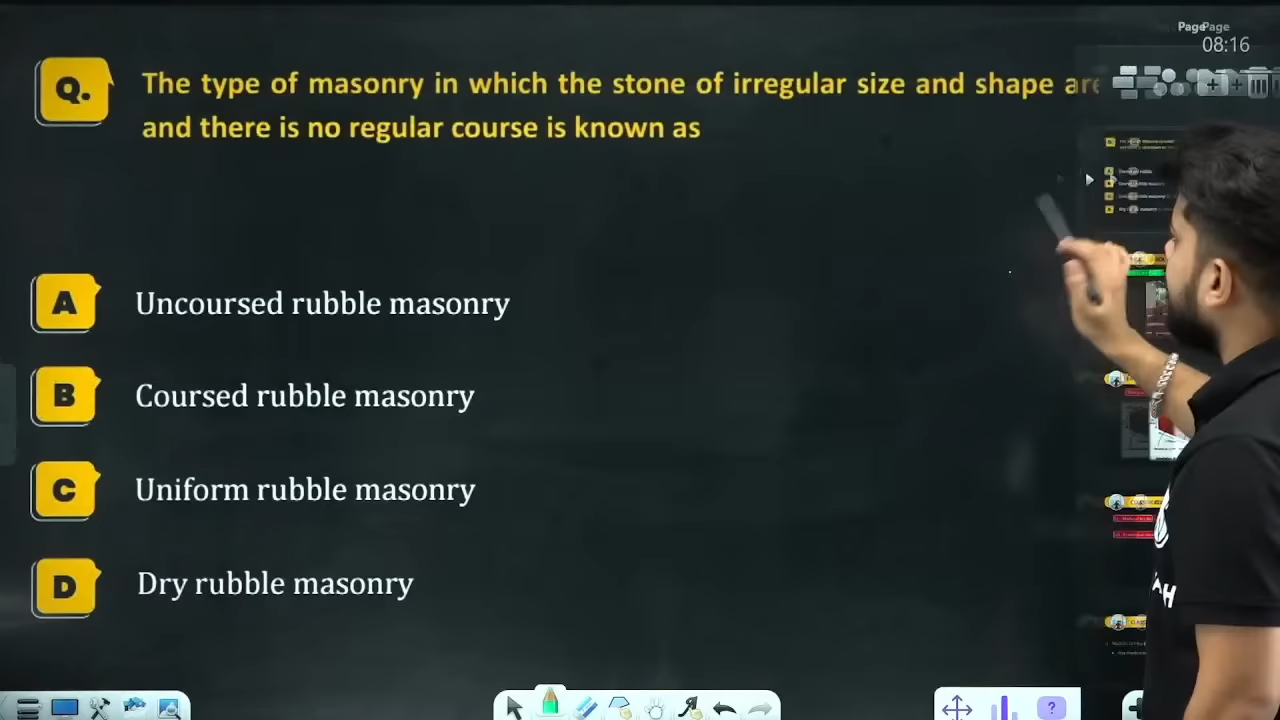 PagePage
08:16
Q. The type of masonry in which the stone of irregular size and shape are
and there is no regular course is known as
A Uncoursed rubble masonry
B Coursed rubble masonry
C Uniform rubble masonry
D Dry rubble masonry